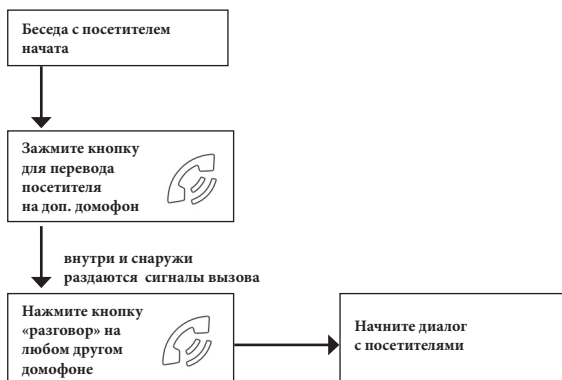 Беседа с посетителем
начата
Зажмите кнопку
для перевода
посетителя
на доп. домофон
внутри и снаружи
раздаются сигналы вызова
Нажмите кнопку
«разговор» на
любом другом
домофоне
Начните диалог
с посетителями